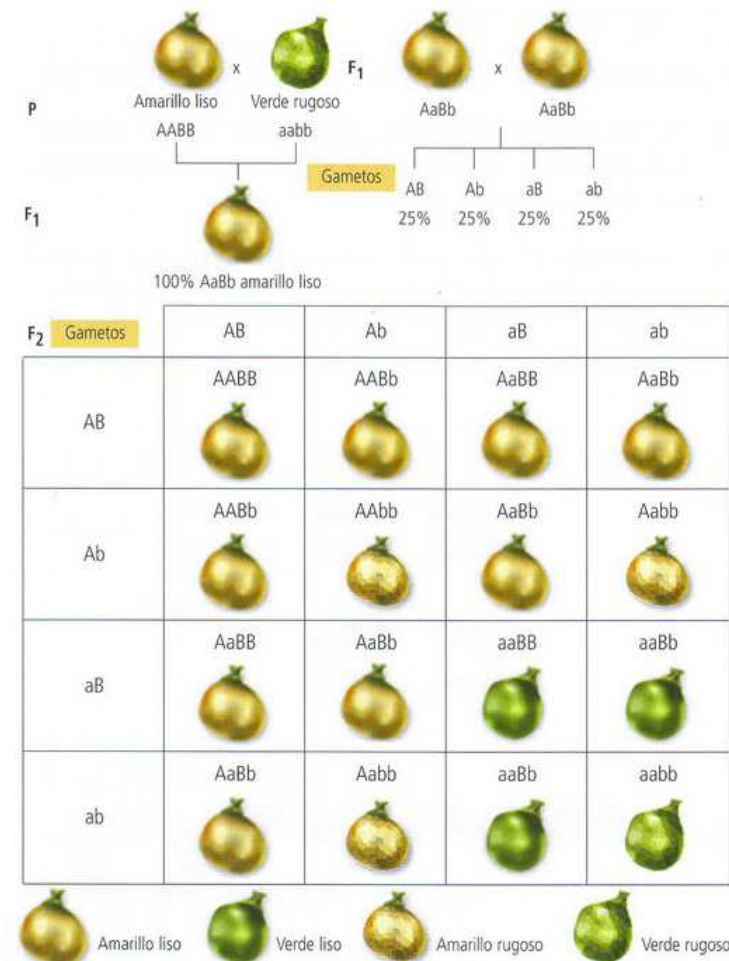 x F1 x
Amarillo liso Verde rugoso
P AaBb AaBb
AABB aabb
Gametos
AB Ab aB ab
F1 25% 25% 25% 25%
100% AaBb amarillo liso
F2 Gametos AB Ab aB ab
AABB AABb AaBB AaBb
AB
AABb AAbb AaBb Aabb
Ab
AaBB AaBb aaBB aaBb
aB
AaBb Aabb aaBb aabb
ab
Amarillo liso Verde liso Amarillo rugoso Verde rugoso